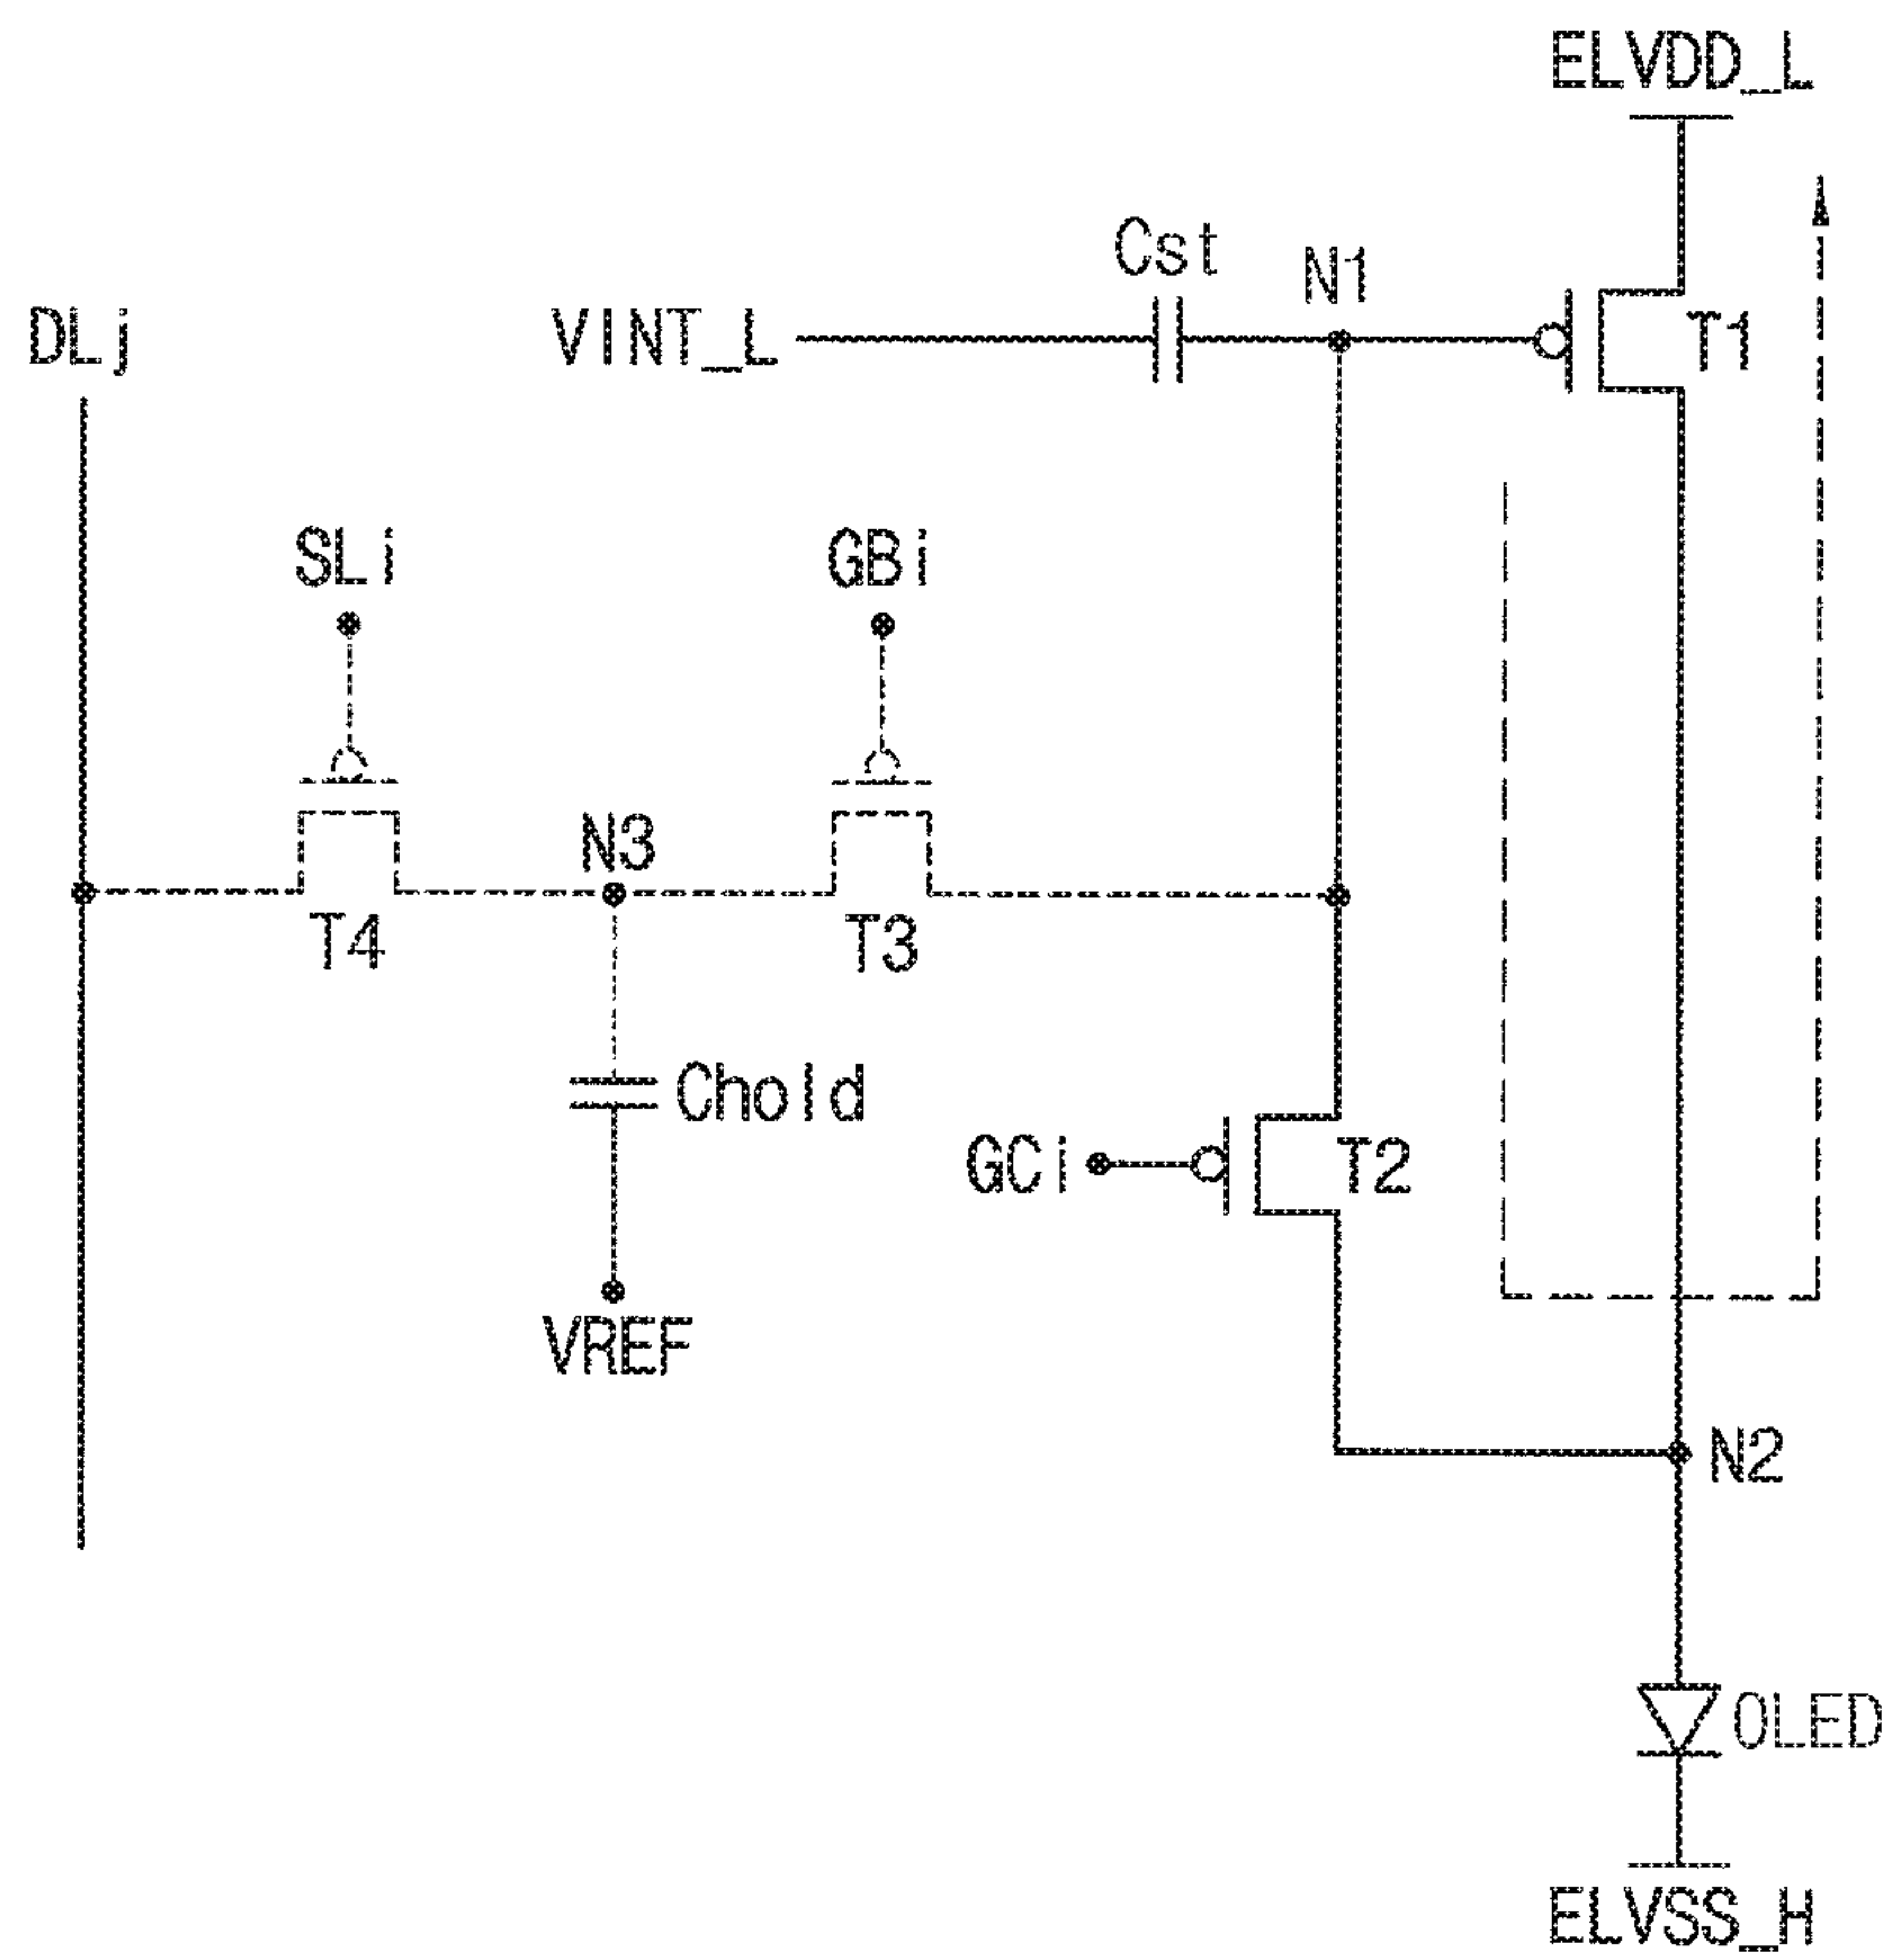 ELVDD_L
Cst
N1
DLj
VINT_L
T1
SLi
GBi
N3
T4
T3
Chold
GCi
T2
VREF
N2
OLED
ELVSS_H